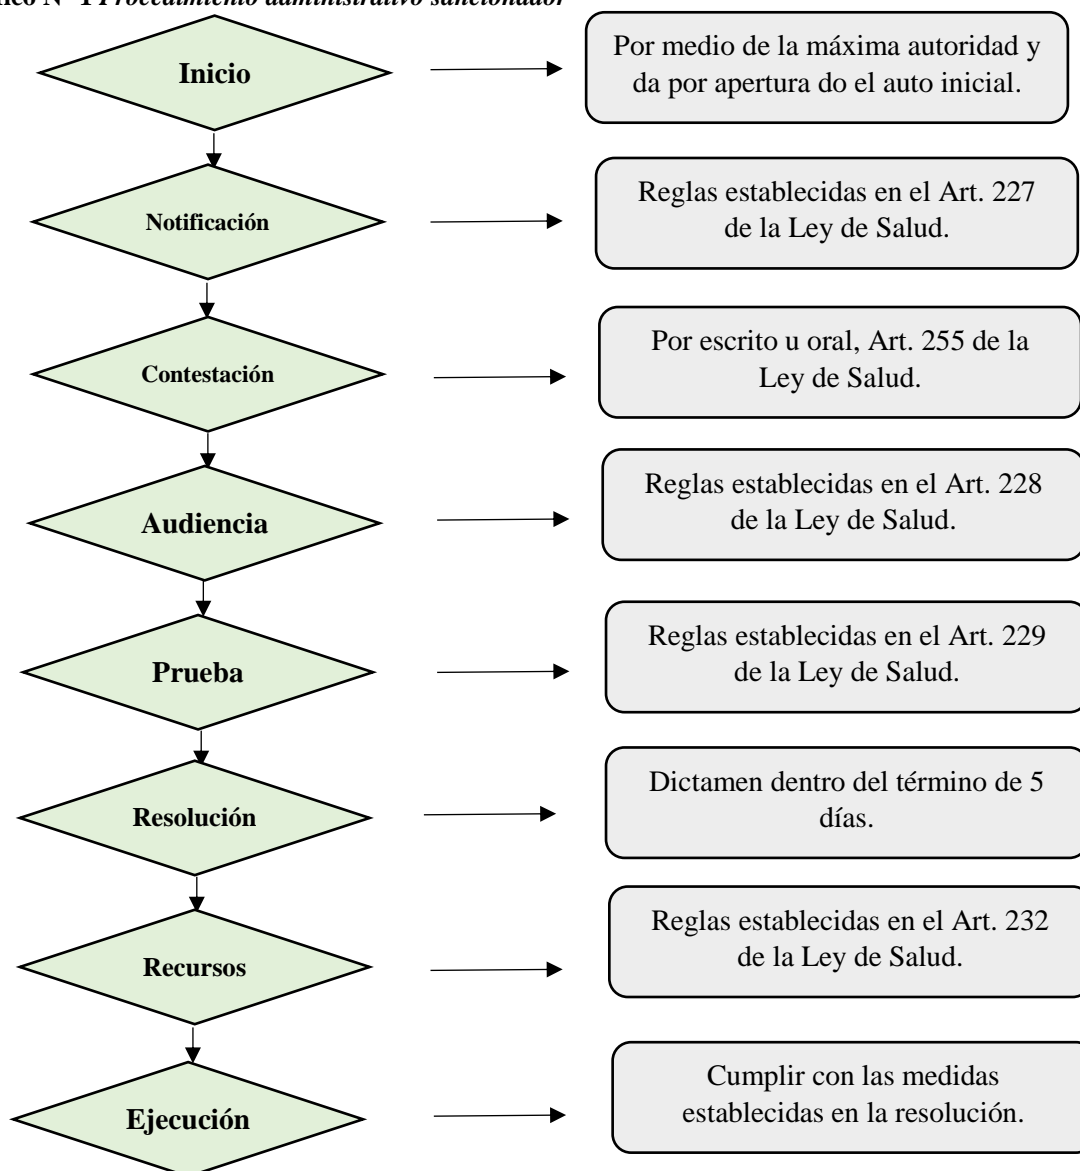 Procedimiento administrativo sancionador
Inicio
Por medio de la máxima autoridad y
da por apertura do el auto inicial.
Notificación
Reglas establecidas en el Art. 227
de la Ley de Salud.
Contestación
Por escrito u oral, Art. 255 de la
Ley de Salud.
Audiencia
Reglas establecidas en el Art. 228
de la Ley de Salud.
Prueba
Reglas establecidas en el Art. 229
de la Ley de Salud.
Resolución
Dictamen dentro del término de 5
días.
Recursos
Reglas establecidas en el Art. 232
de la Ley de Salud.
Ejecución
Cumplir con las medidas
establecidas en la resolución.